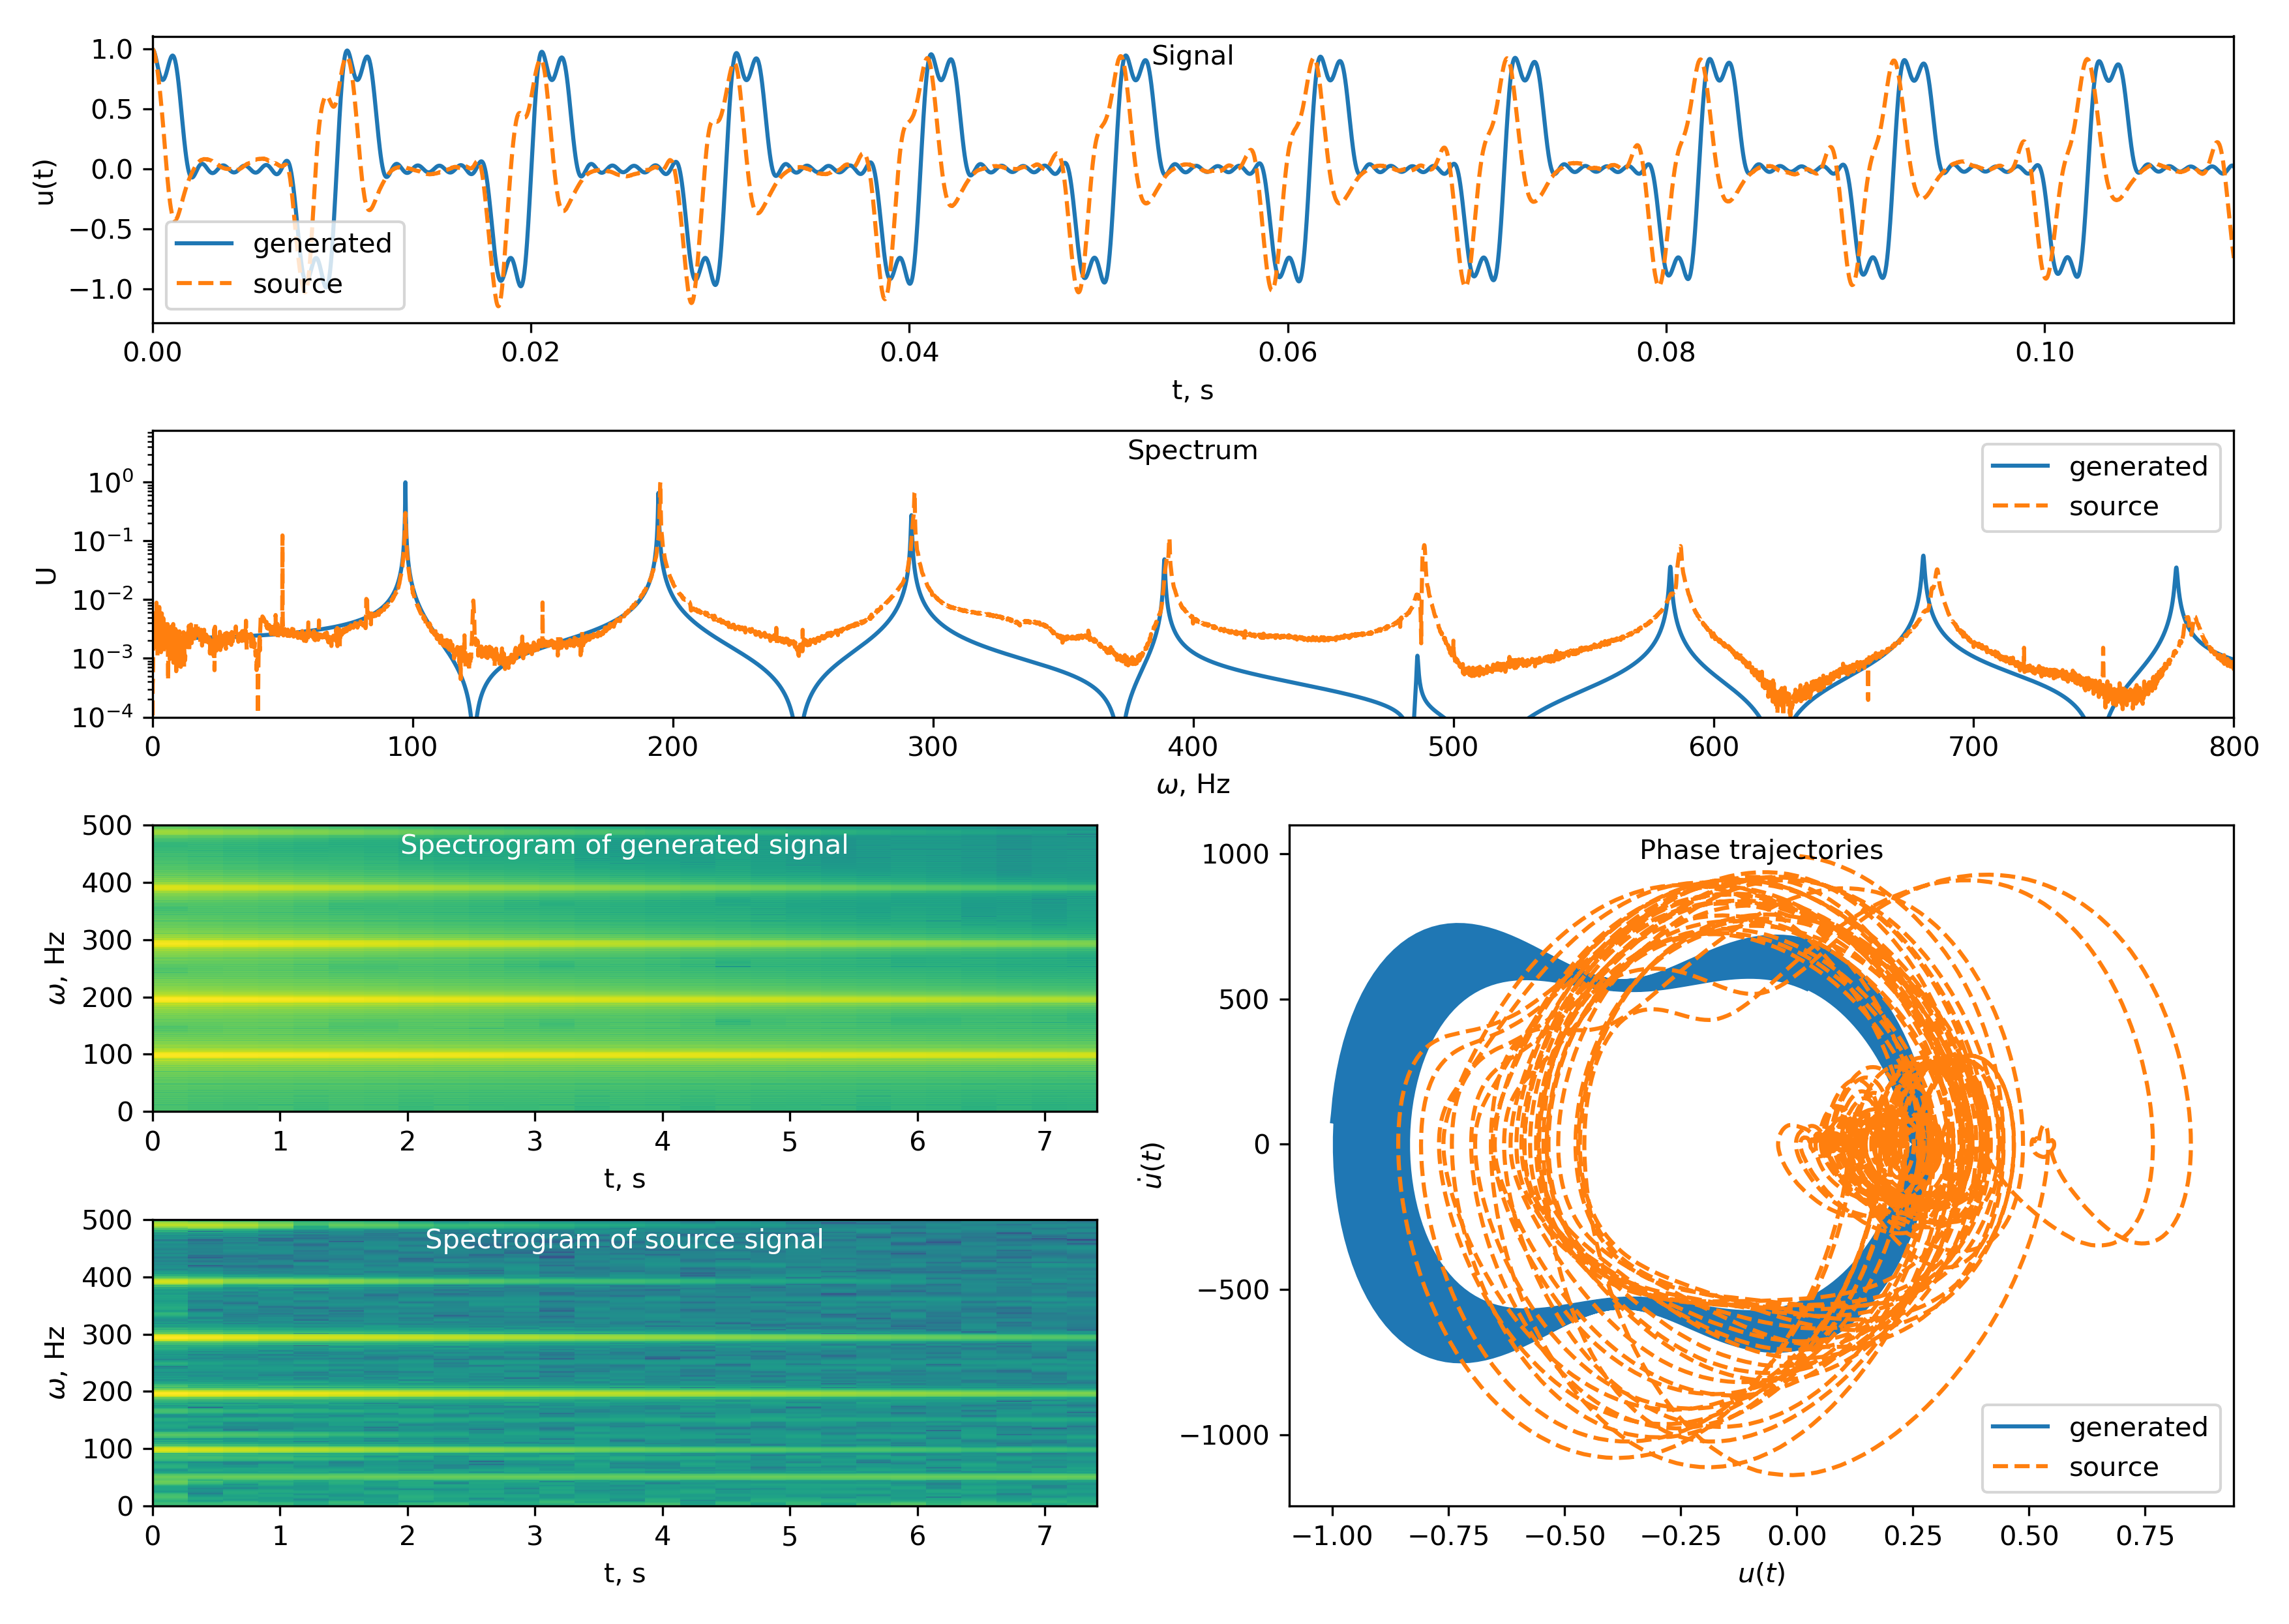 Signal
1.0
0.5
0.0
−0.5
−1.0
u(t)
generated
source
0.00 0.02 0.04 0.06 0.08 0.10
t, s
Spectrum
10⁰
10⁻¹
10⁻²
10⁻³
10⁻⁴
U
generated
source
0 100 200 300 400 500 600 700 800
ω, Hz
Spectrogram of generated signal
500
400
300
200
100
0
ω, Hz
0 1 2 3 4 5 6 7
t, s
Spectrogram of source signal
500
400
300
200
100
0
ω, Hz
0 1 2 3 4 5 6 7
t, s
Phase trajectories
1000
500
0
−500
−1000
u̇(t)
generated
source
−1.00 −0.75 −0.50 −0.25 0.00 0.25 0.50 0.75
u(t)